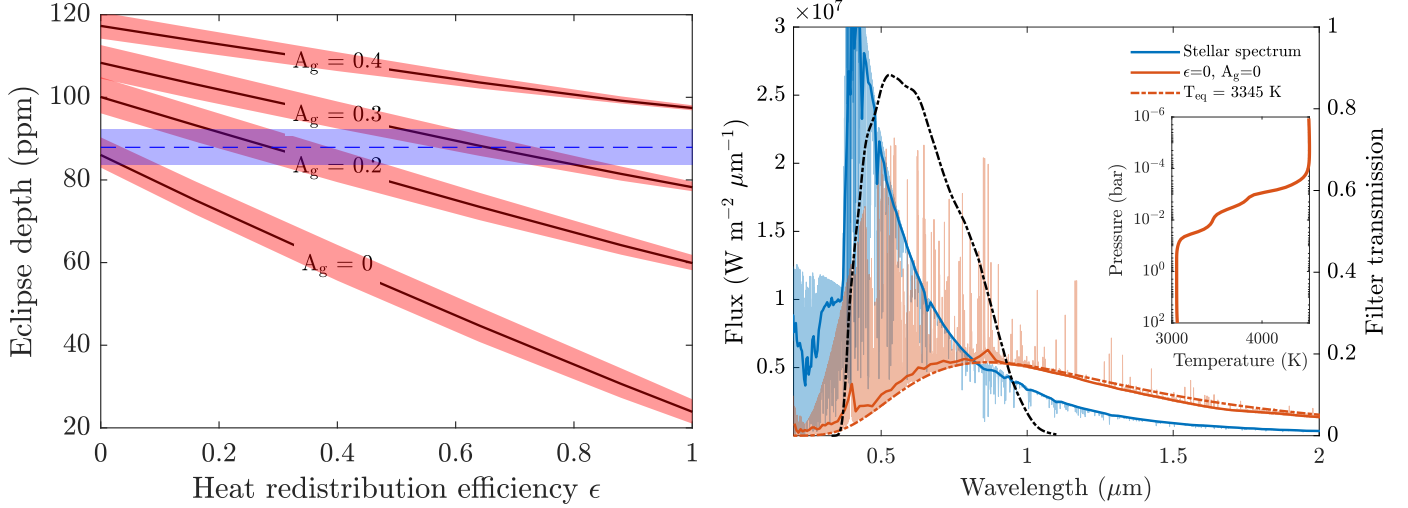 120
100
80
60
40
20
Eclipse depth (ppm)
A_g = 0.4
A_g = 0.3
A_g = 0.2
A_g = 0
0
0.2
0.4
0.6
0.8
1
Heat redistribution efficiency ϵ
×10^7
3
2.5
2
1.5
1
0.5
Flux (W m^−2 μm^−1)
Stellar spectrum
ϵ=0, A_g=0
T_eq = 3345 K
10^-6
10^-4
10^-2
10^0
10^2
Pressure (bar)
3000
4000
Temperature (K)
1
0.8
0.6
0.4
0.2
0
Filter transmission
0.5
1
1.5
2
Wavelength (μm)